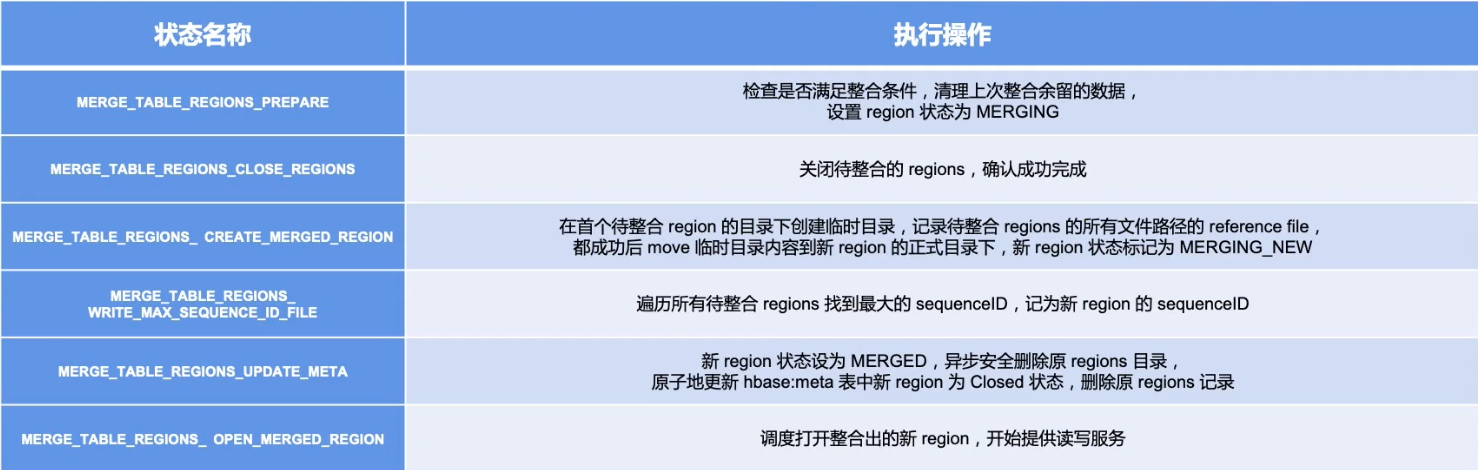 状态名称
执行操作
MERGE_TABLE_REGIONS_PREPARE
检查是否满足整合条件，清理上次整合余留的数据，
设置 region 状态为 MERGING
MERGE_TABLE_REGIONS_CLOSE_REGIONS
关闭待整合的 regions，确认成功完成
MERGE_TABLE_REGIONS_ CREATE_MERGED_REGION
在首个待整合 region 的目录下创建临时目录，记录待整合 regions 的所有文件路径的 reference file，
都成功后 move 临时目录内容到新 region 的正式目录下，新 region 状态标记为 MERGING_NEW
MERGE_TABLE_REGIONS_
WRITE_MAX_SEQUENCE_ID_FILE
遍历所有待整合 regions 找到最大的 sequenceID，记为新 region 的 sequenceID
MERGE_TABLE_REGIONS_UPDATE_META
新 region 状态设为 MERGED，异步安全删除原 regions 目录，
原子地更新 hbase:meta 表中新 region 为 Closed 状态，删除原 regions 记录
MERGE_TABLE_REGIONS_ OPEN_MERGED_REGION
调度打开整合出的新 region，开始提供读写服务